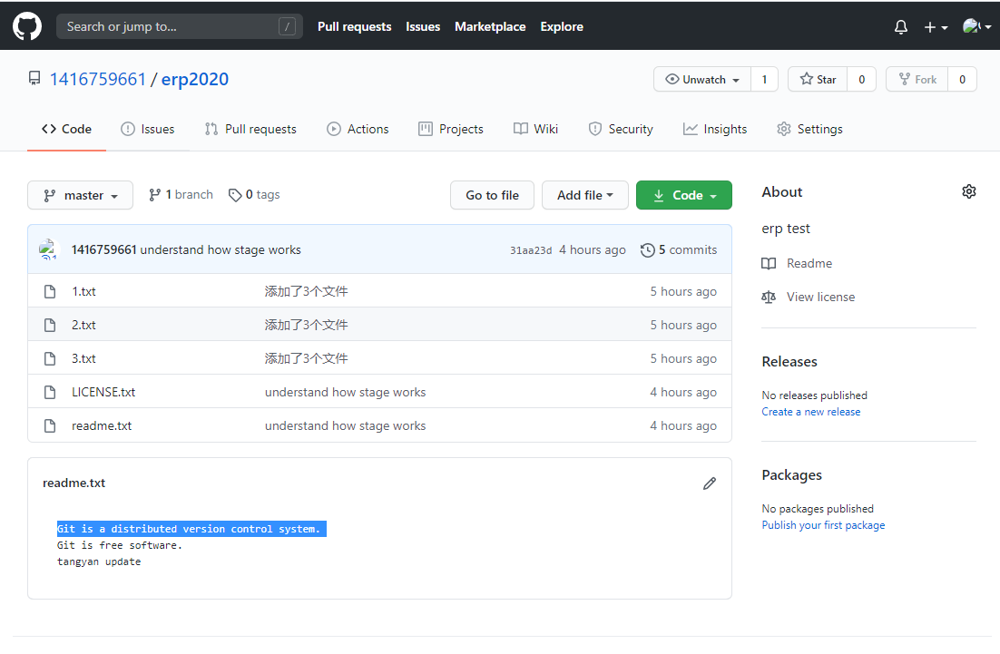 Search or jump to... /
Pull requests Issues Marketplace Explore
1416759661 / erp2020
Unwatch 1 Star 0 Fork 0
Code Issues Pull requests Actions Projects Wiki Security Insights Settings
master 1 branch 0 tags Go to file Add file Code
1416759661 understand how stage works 31aa23d 4 hours ago 5 commits
1.txt 添加了3个文件 5 hours ago
2.txt 添加了3个文件 5 hours ago
3.txt 添加了3个文件 5 hours ago
LICENSE.txt understand how stage works 4 hours ago
readme.txt understand how stage works 4 hours ago
readme.txt
Git is a distributed version control system.
Git is free software.
tangyan update
About
erp test
Readme
View license
Releases
No releases published
Create a new release
Packages
No packages published
Publish your first package